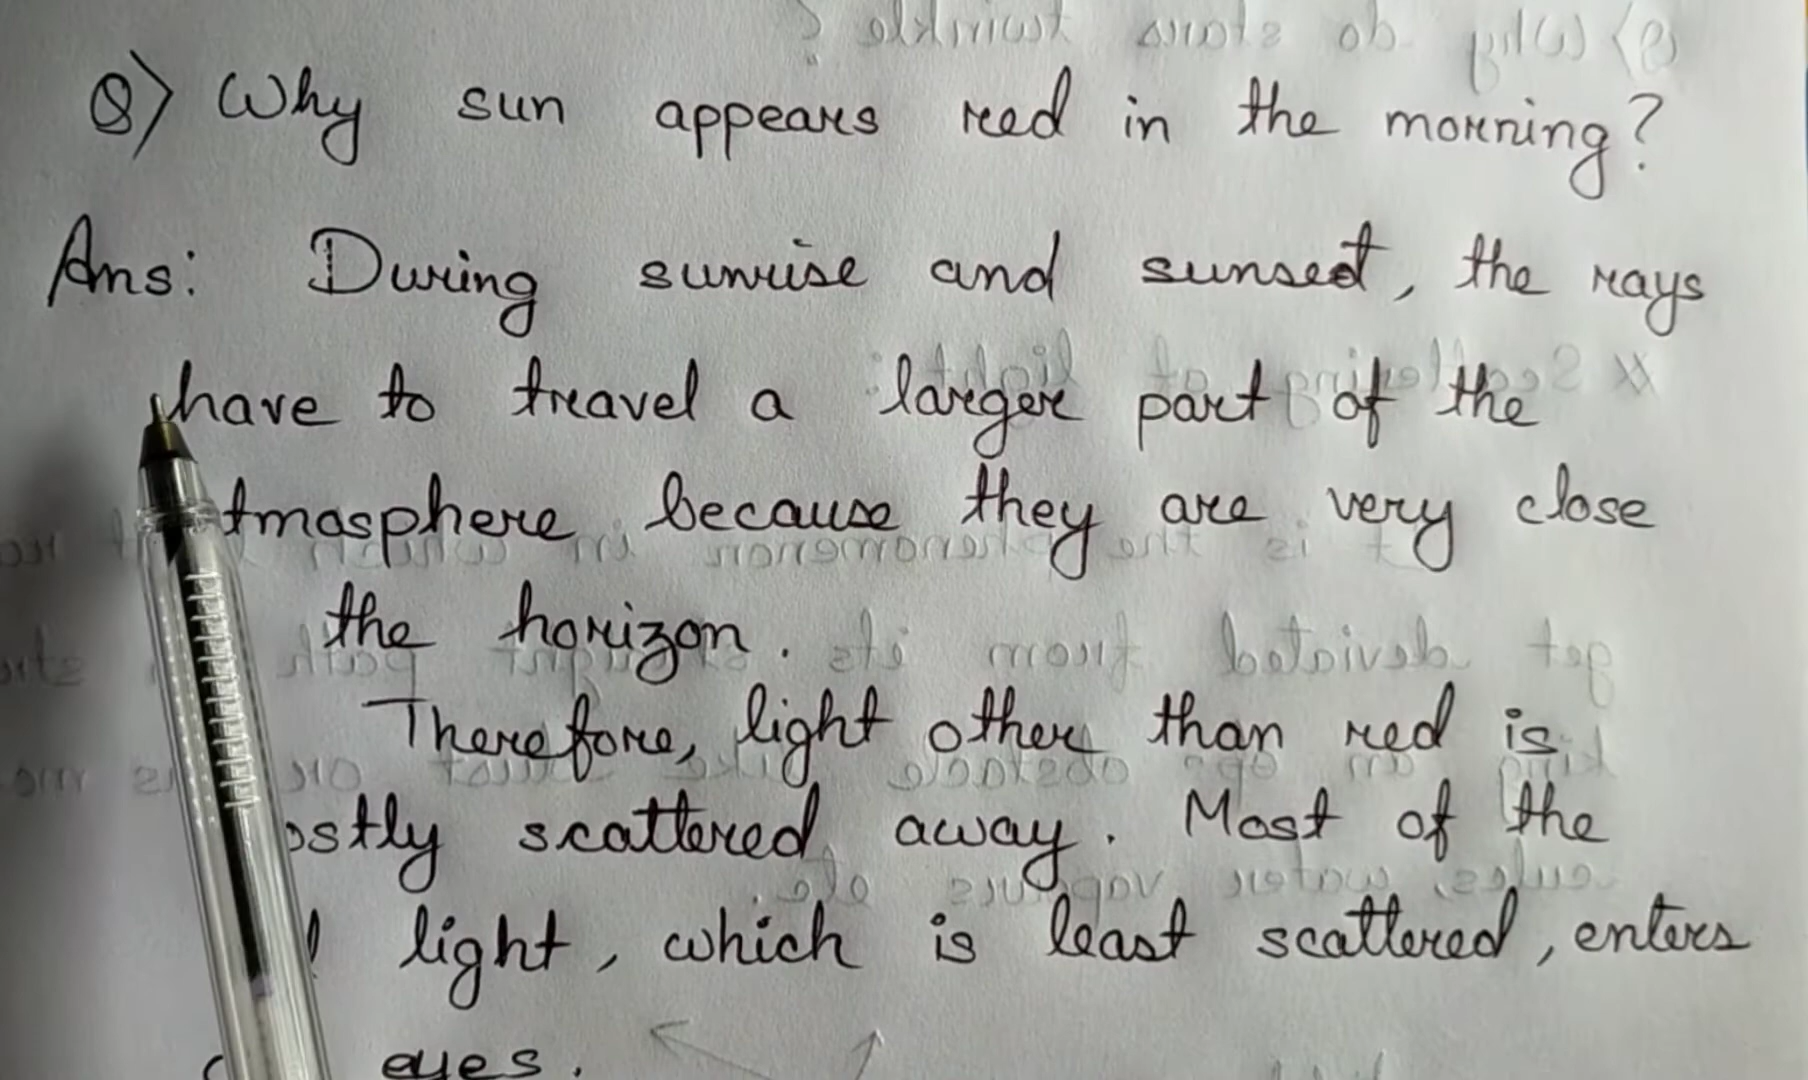 Q) Why sun appears red in the morning?
Ans: During sunrise and sunset, the rays
have to travel a larger part of the
tmosphere because they are very close
the horizon.
Therefore, light other than red is
ostly scattered away. Most of the
light, which is least scattered, enters
eyes.